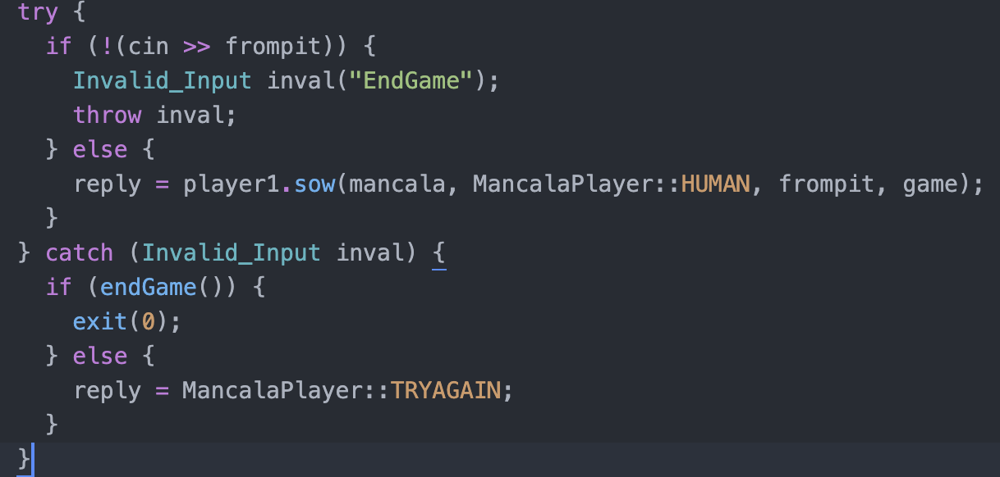 try {
  if (!(cin >> frompit)) {
    Invalid_Input inval("EndGame");
    throw inval;
  } else {
    reply = player1.sow(mancala, MancalaPlayer::HUMAN, frompit, game);
  }
} catch (Invalid_Input inval) {
  if (endGame()) {
    exit(0);
  } else {
    reply = MancalaPlayer::TRYAGAIN;
  }
}